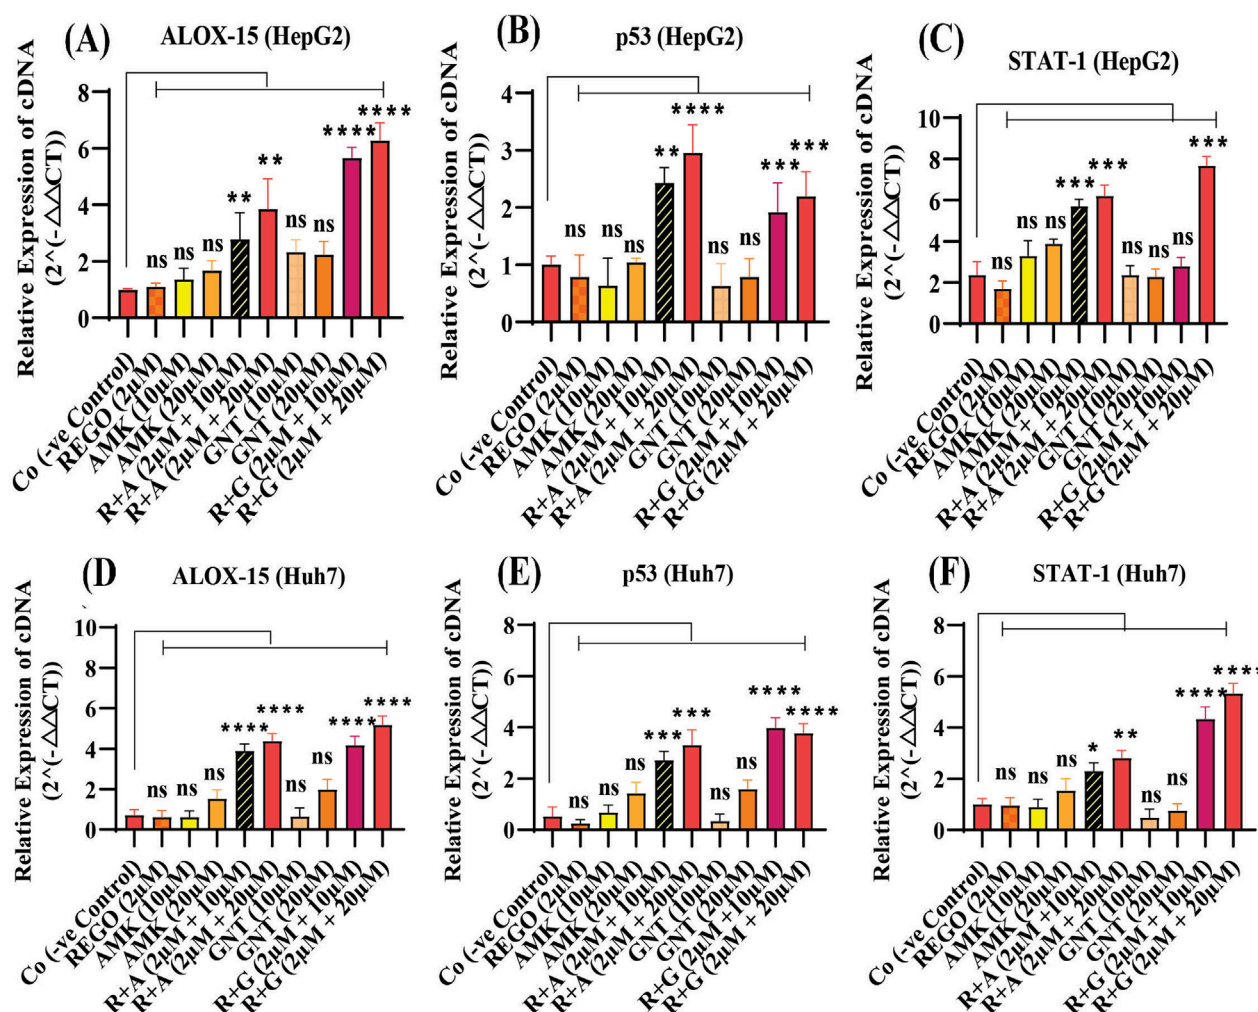 (A)
ALOX-15 (HepG2)
Relative Expression of cDNA
(2^^(-ΔΔCT))
8
6
4
2
0
ns
ns
ns
**
**
ns
ns
****
****
Co (-ve Control)
REGO (2µM)
AMK (10µM)
AMK (20µM)
R+A (2µM + 10µM)
R+A (2µM + 20µM)
GNT (10µM)
GNT (20µM)
R+G (2µM + 10µM)
R+G (2µM + 20µM)
(B)
p53 (HepG2)
Relative Expression of cDNA
(2^^(-ΔΔCT))
4
3
2
1
0
ns
ns
ns
**
****
ns
ns
***
***
Co (-ve Control)
REGO (2µM)
AMK (10µM)
AMK (20µM)
R+A (2µM + 10µM)
R+A (2µM + 20µM)
GNT (10µM)
GNT (20µM)
R+G (2µM + 10µM)
R+G (2µM + 20µM)
(C)
STAT-1 (HepG2)
Relative Expression of cDNA
(2^^(-ΔΔCT))
10
8
6
4
2
0
ns
ns
ns
***
***
ns
ns
ns
***
Co (-ve Control)
REGO (2µM)
AMK (10µM)
AMK (20µM)
R+A (2µM + 10µM)
R+A (2µM + 20µM)
GNT (10µM)
GNT (20µM)
R+G (2µM + 10µM)
R+G (2µM + 20µM)
(D)
ALOX-15 (Huh7)
Relative Expression of cDNA
(2^^(-ΔΔCT))
10
8
6
4
2
0
ns
ns
ns
****
****
ns
ns
****
****
Co (-ve Control)
REGO (2µM)
AMK (10µM)
AMK (20µM)
R+A (2µM + 10µM)
R+A (2µM + 20µM)
GNT (10µM)
GNT (20µM)
R+G (2µM + 10µM)
R+G (2µM + 20µM)
(E)
p53 (Huh7)
Relative Expression of cDNA
(2^^(-ΔΔCT))
8
6
4
2
0
ns
ns
ns
***
***
ns
ns
****
****
Co (-ve Control)
REGO (2µM)
AMK (10µM)
AMK (20µM)
R+A (2µM + 10µM)
R+A (2µM + 20µM)
GNT (10µM)
GNT (20µM)
R+G (2µM + 10µM)
R+G (2µM + 20µM)
(F)
STAT-1 (Huh7)
Relative Expression of cDNA
(2^^(-ΔΔCT))
8
6
4
2
0
ns
ns
ns
*
**
ns
ns
****
****
Co (-ve Control)
REGO (2µM)
AMK (10µM)
AMK (20µM)
R+A (2µM +10µM)
R+A (2µM + 20µM)
GNT (10µM)
GNT (20µM)
R+G (2µM + 10µM)
R+G (2µM + 20µM)